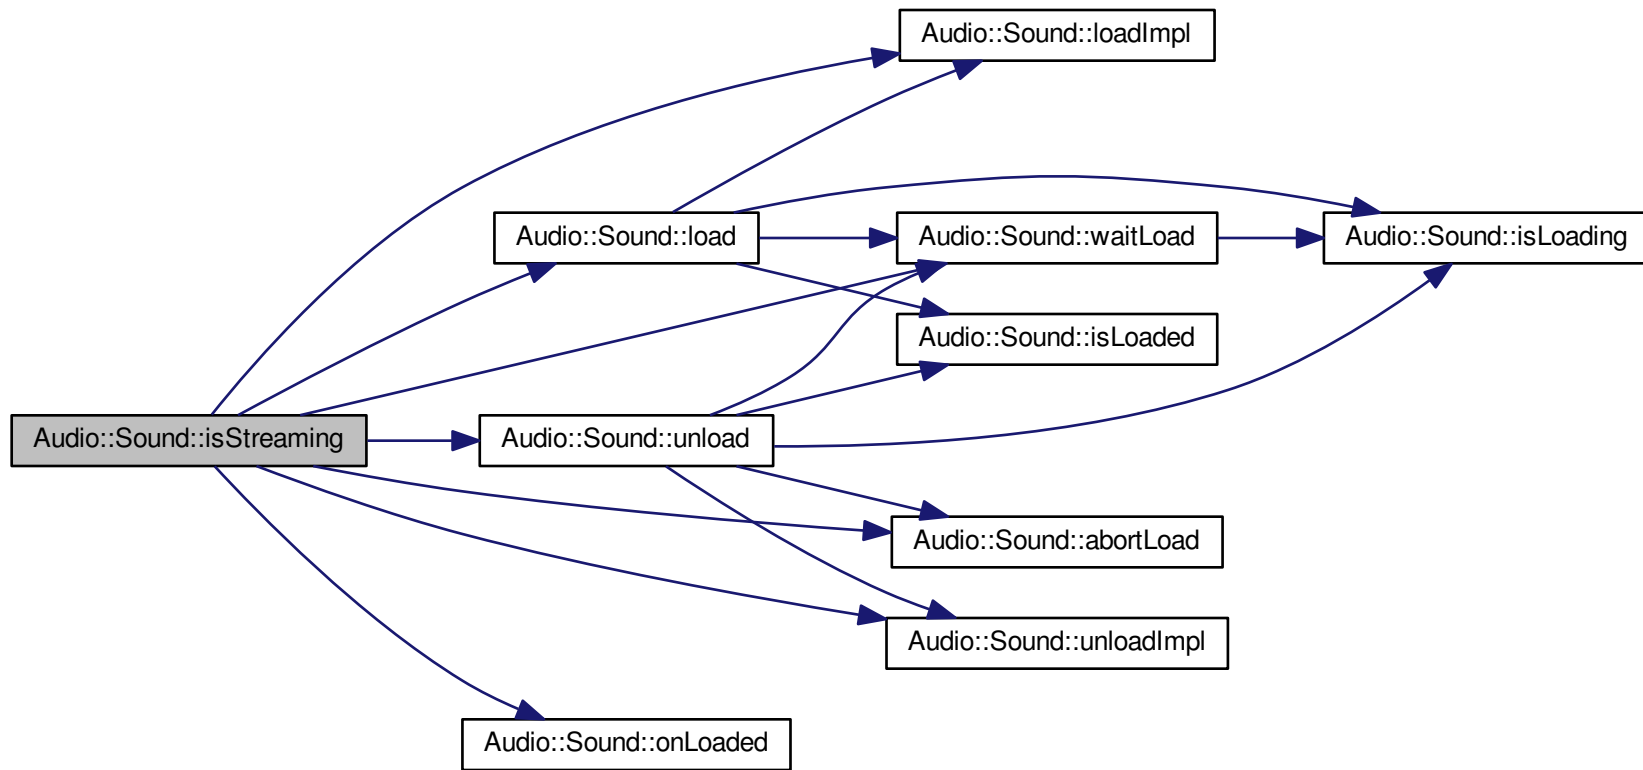 Audio::Sound::loadImpl
Audio::Sound::load
Audio::Sound::waitLoad
Audio::Sound::isLoading
Audio::Sound::isLoaded
Audio::Sound::isStreaming
Audio::Sound::unload
Audio::Sound::abortLoad
Audio::Sound::unloadImpl
Audio::Sound::onLoaded